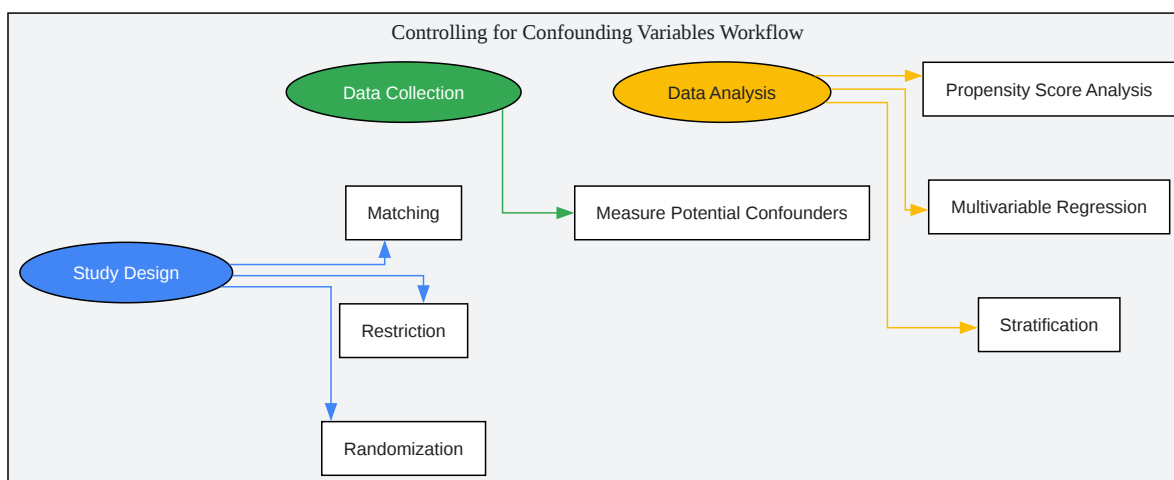 Controlling for Confounding Variables Workflow
Data Collection
Data Analysis
Propensity Score Analysis
Matching
Measure Potential Confounders
Multivariable Regression
Study Design
Restriction
Stratification
Randomization